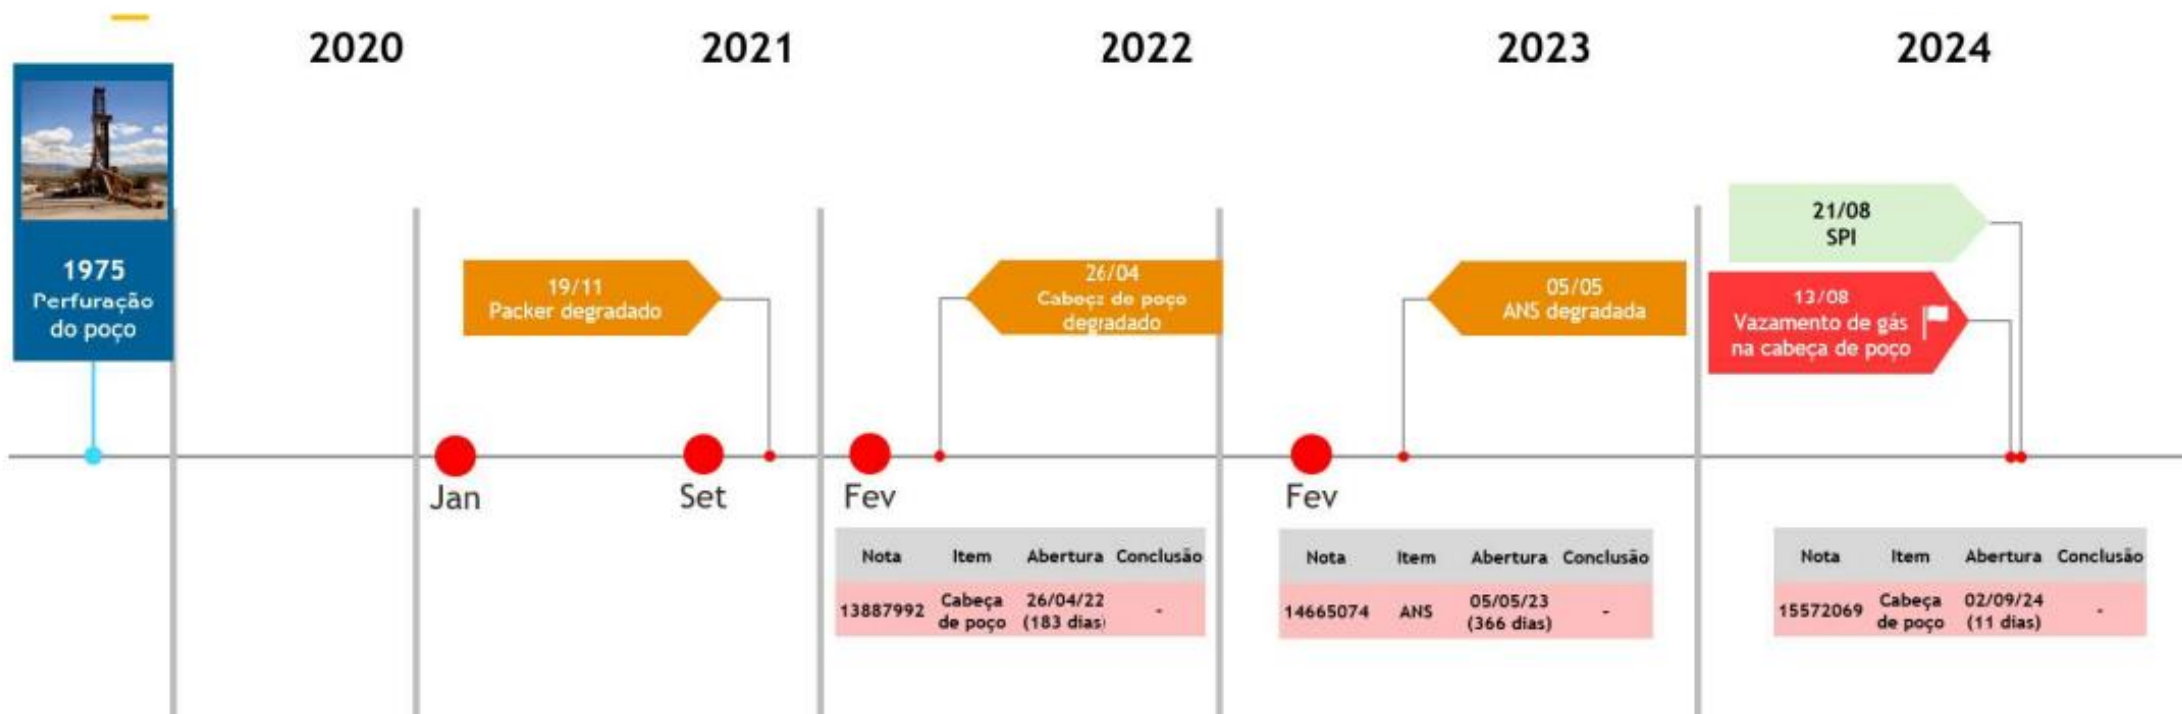 2020
2021
2022
2023
2024
1975
Perfuração
do poço
19/11
Packer degradado
26/04
Cabeça de poço
degradado
05/05
ANS degradada
21/08
SPI
13/08
Vazamento de gás
na cabeça de poço
Jan
Set
Fev
Fev
Nota Item Abertura Conclusão
13887992 Cabeça de poço 26/04/22 (183 dias) -
Nota Item Abertura Conclusão
14665074 ANS 05/05/23 (366 dias) -
Nota Item Abertura Conclusão
15572069 Cabeça de poço 02/09/24 (11 dias) -